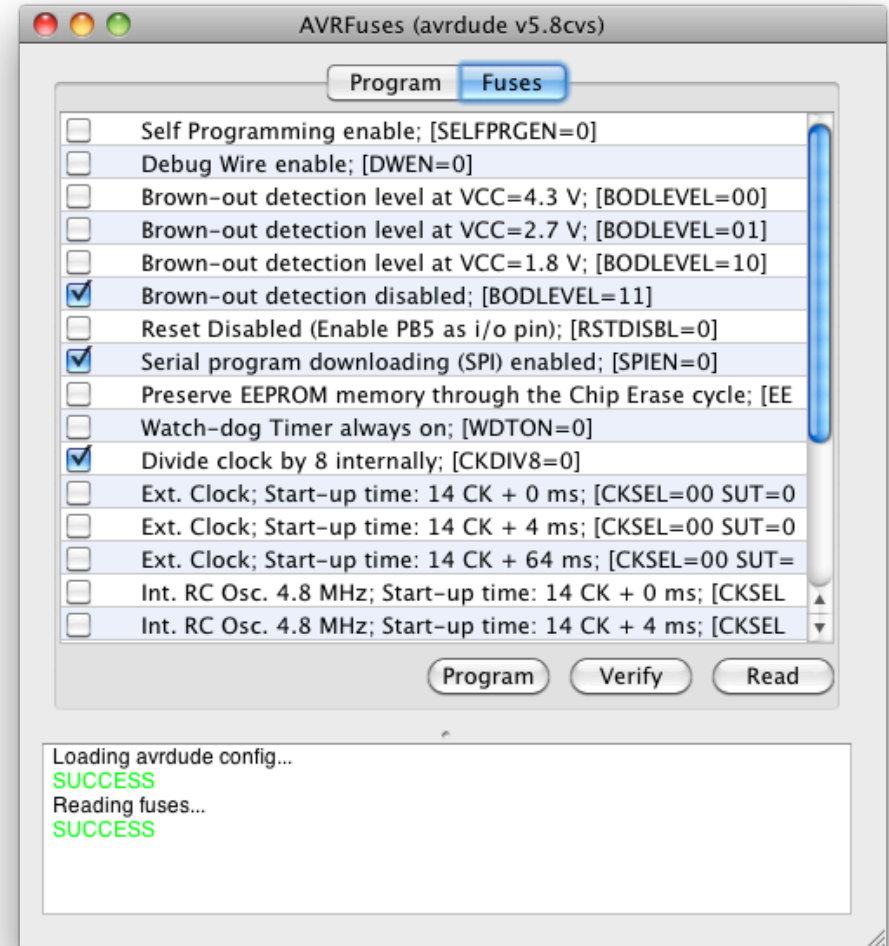 AVRFuses (avrdude v5.8cvs)
Program Fuses
Self Programming enable; [SELFPRGEN=0]
Debug Wire enable; [DWEN=0]
Brown-out detection level at VCC=4.3 V; [BODLEVEL=00]
Brown-out detection level at VCC=2.7 V; [BODLEVEL=01]
Brown-out detection level at VCC=1.8 V; [BODLEVEL=10]
Brown-out detection disabled; [BODLEVEL=11]
Reset Disabled (Enable PB5 as i/o pin); [RSTDISBL=0]
Serial program downloading (SPI) enabled; [SPIEN=0]
Preserve EEPROM memory through the Chip Erase cycle; [EE
Watch-dog Timer always on; [WDTON=0]
Divide clock by 8 internally; [CKDIV8=0]
Ext. Clock; Start-up time: 14 CK + 0 ms; [CKSEL=00 SUT=0
Ext. Clock; Start-up time: 14 CK + 4 ms; [CKSEL=00 SUT=0
Ext. Clock; Start-up time: 14 CK + 64 ms; [CKSEL=00 SUT=
Int. RC Osc. 4.8 MHz; Start-up time: 14 CK + 0 ms; [CKSEL
Int. RC Osc. 4.8 MHz; Start-up time: 14 CK + 4 ms; [CKSEL
Program Verify Read
Loading avrdude config...
SUCCESS
Reading fuses...
SUCCESS